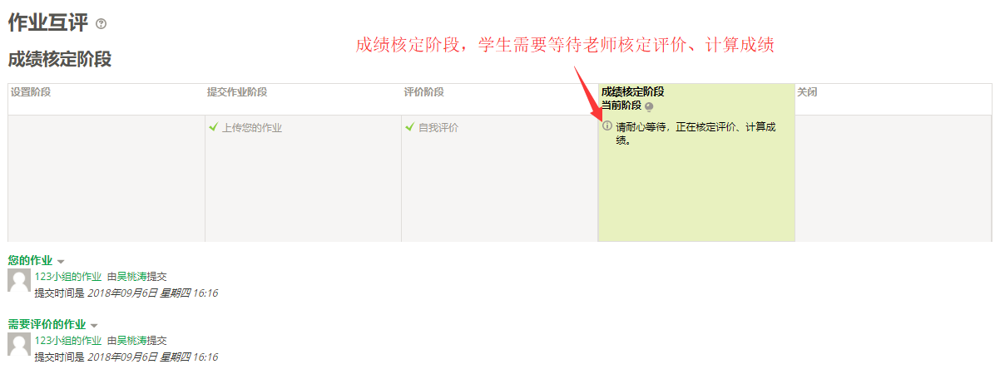 作业互评
成绩核定阶段，学生需要等待老师核定评价、计算成绩
成绩核定阶段
设置阶段
提交作业阶段
评价阶段
成绩核定阶段
当前阶段
关闭
上传您的作业
自我评价
请耐心等待，正在核定评价、计算成
绩。
您的作业
123小组的作业 由吴桃涛提交
提交时间是 2018年09月6日 星期四 16:16
需要评价的作业
123小组的作业 由吴桃涛提交
提交时间是 2018年09月6日 星期四 16:16